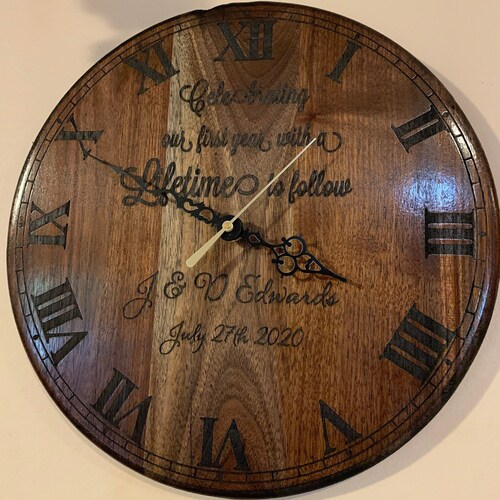 XII
I
II
III
IIII
V
VI
VII
VIII
IX
X
XI
Celebrating
our first year with a
Lifetime to follow
J & D Edwards
July 27th 2020